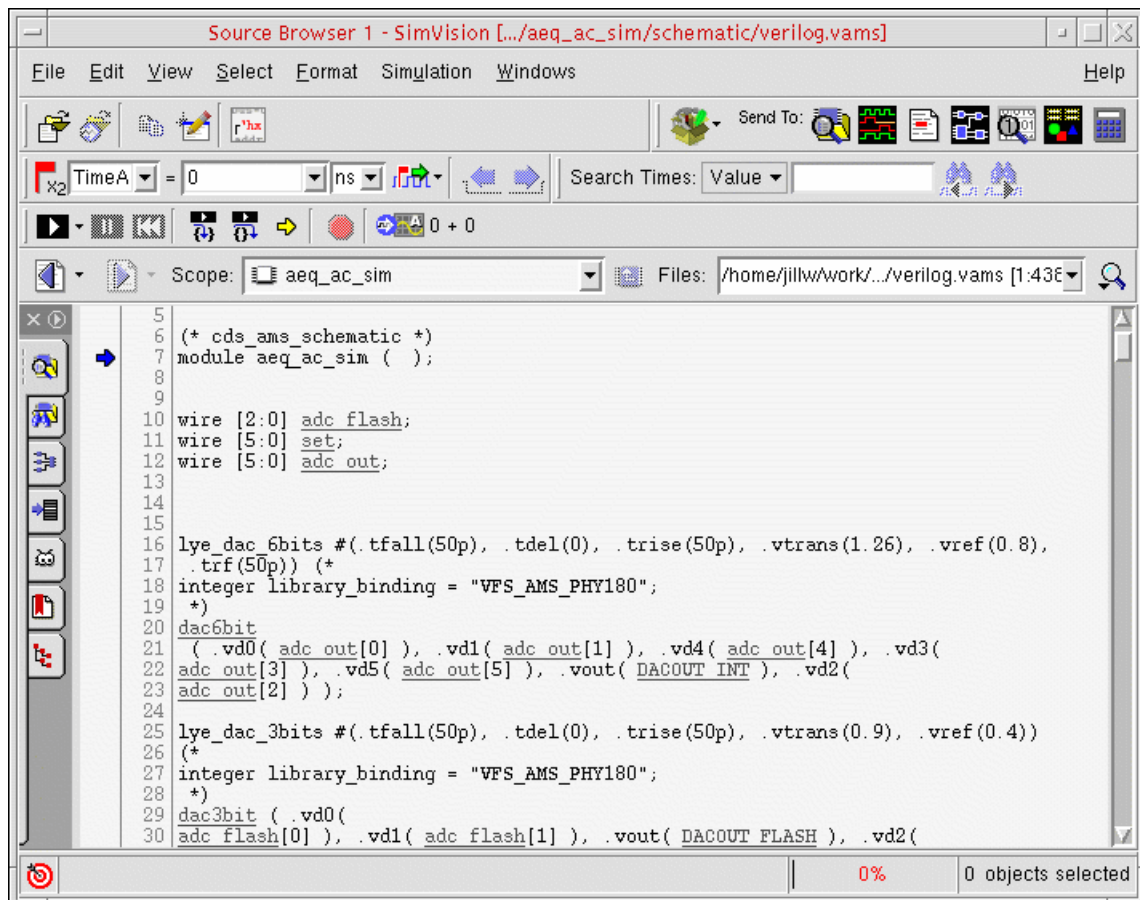 Source Browser 1 - SimVision [.../aeq_ac_sim/schematic/verilog.vams]
File Edit View Select Format Simulation Windows Help
Send To:
X2 TimeA = 0 ns Search Times: Value
0 + 0
Scope: aeq_ac_sim Files: /home/jillw/work/.../verilog.vams [1:438
5
6 (* cds_ams_schematic *)
7 module aeq_ac_sim ( );
8
9
10 wire [2:0] adc_flash;
11 wire [5:0] set;
12 wire [5:0] adc_out;
13
14
15
16 lye_dac_6bits #(.tfall(50p), .tdel(0), .trise(50p), .vtrans(1.26), .vref(0.8),
17 .trf(50p)) (*
18 integer library_binding = "VFS_AMS_PHY180";
19 *)
20 dac6bit
21 ( .vd0( adc_out[0] ), .vd1( adc_out[1] ), .vd4( adc_out[4] ), .vd3(
22 adc_out[3] ), .vd5( adc_out[5] ), .vout( DACOUT_INT ), .vd2(
23 adc_out[2] ) );
24
25 lye_dac_3bits #(.tfall(50p), .tdel(0), .trise(50p), .vtrans(0.9), .vref(0.4))
26 (*
27 integer library_binding = "VFS_AMS_PHY180";
28 *)
29 dac3bit ( .vd0(
30 adc_flash[0] ), .vd1( adc_flash[1] ), .vout( DACOUT_FLASH ), .vd2(
0% 0 objects selected